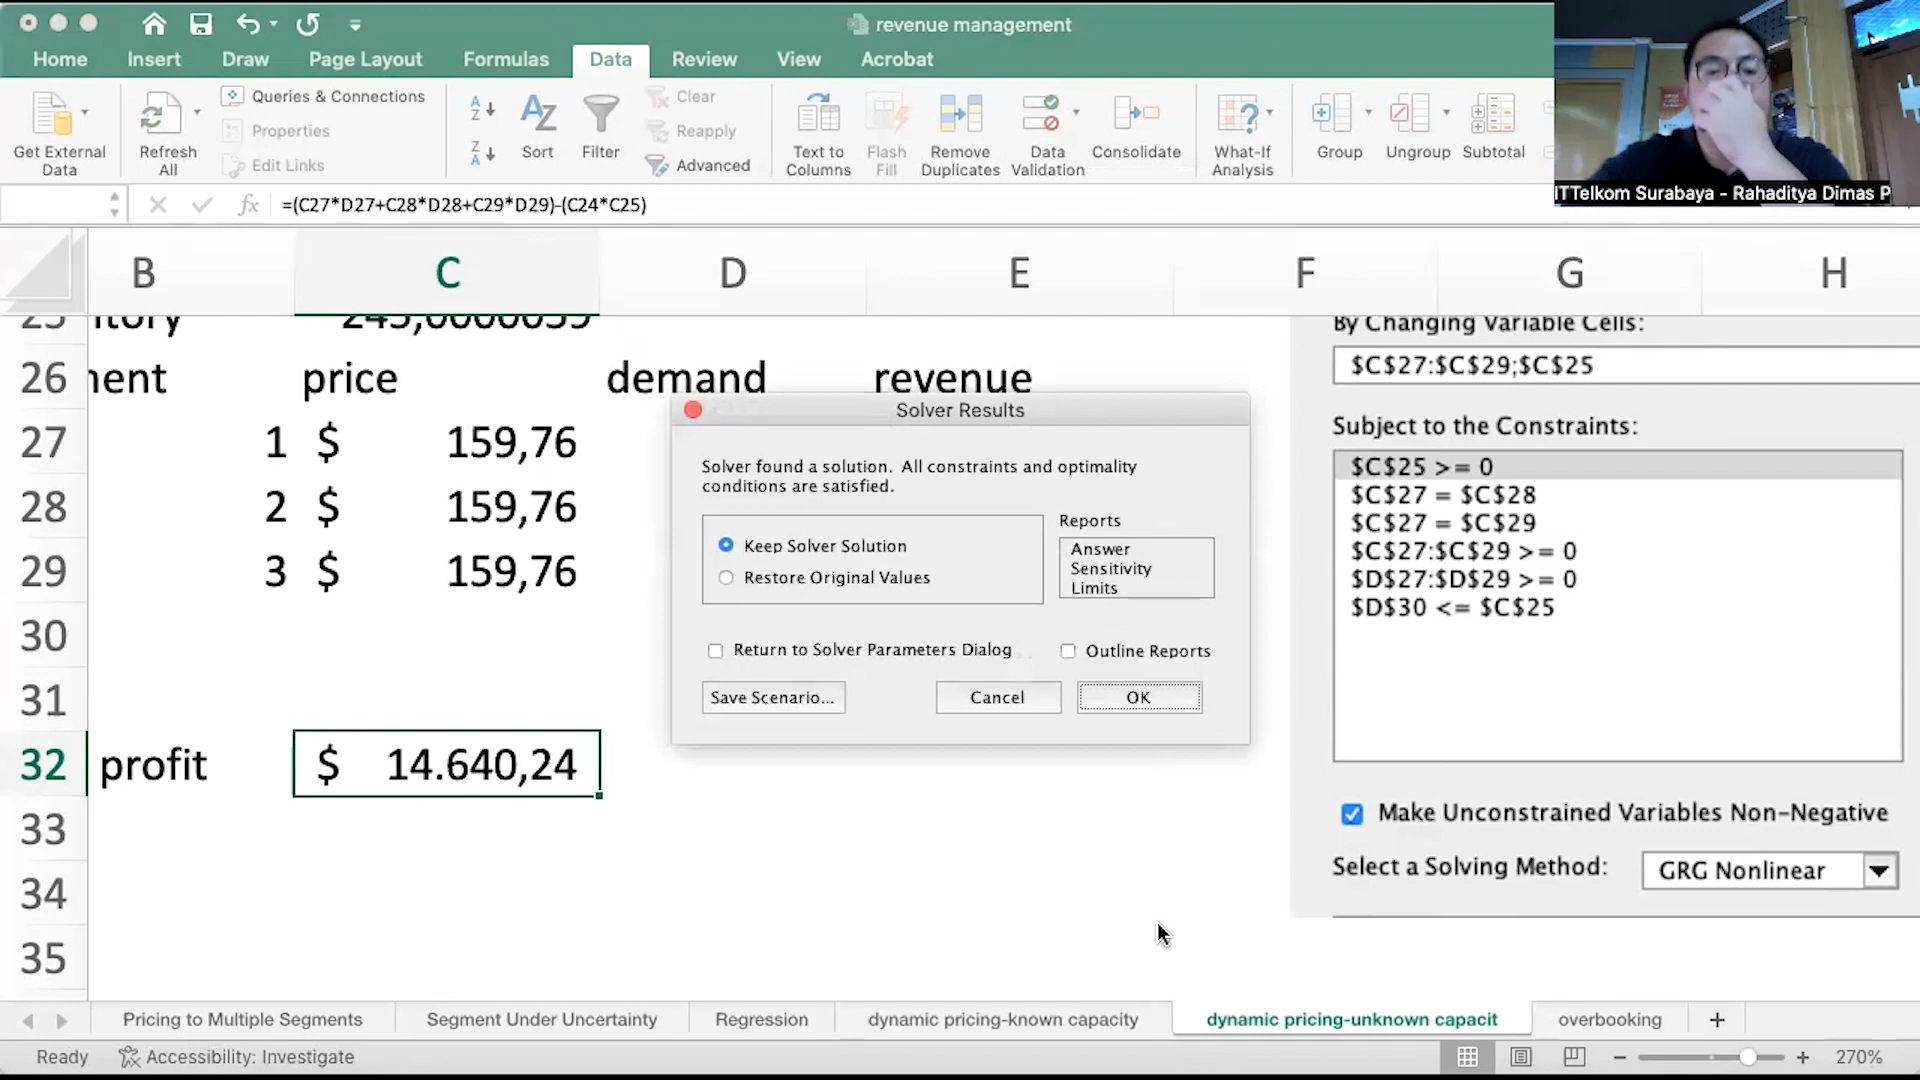 revenue management
Home Insert Draw Page Layout Formulas Data Review View Acrobat
Get External Data
Refresh All
Queries & Connections
Properties
Edit Links
Sort
Filter
Clear
Reapply
Advanced
Text to Columns
Flash Fill
Remove Duplicates
Data Validation
Consolidate
What-If Analysis
Group
Ungroup
Subtotal
ITTelkom Surabaya - Rahaditya Dimas P
fx =(C27*D27+C28*D28+C29*D29)-(C24*C25)
B C D E F G H
By Changing Variable Cells:
$C$27:$C$29;$C$25
26 price demand revenue
27 1 $ 159,76
28 2 $ 159,76
29 3 $ 159,76
30
31
32 profit $ 14.640,24
33
34
35
Solver Results
Solver found a solution. All constraints and optimality
conditions are satisfied.
Keep Solver Solution
Restore Original Values
Reports
Answer
Sensitivity
Limits
Return to Solver Parameters Dialog
Outline Reports
Save Scenario...
Cancel
OK
Subject to the Constraints:
$C$25 >= 0
$C$27 = $C$28
$C$27 = $C$29
$C$27:$C$29 >= 0
$D$27:$D$29 >= 0
$D$30 <= $C$25
Make Unconstrained Variables Non-Negative
Select a Solving Method: GRG Nonlinear
Pricing to Multiple Segments Segment Under Uncertainty Regression dynamic pricing-known capacity dynamic pricing-unknown capacit overbooking +
Ready Accessibility: Investigate 270%